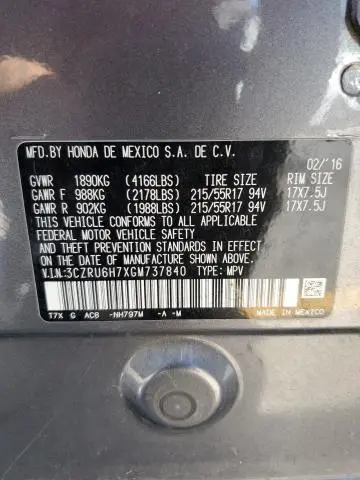 MFD.BY HONDA DE MEXICO S.A. DE C.V.
02/'16
GVWR 1890KG (4166LBS) TIRE SIZE RIM SIZE
GAWR F 988KG (2178LBS) 215/55R17 94V 17X7.5J
GAWR R 902KG (1988LBS) 215/55R17 94V 17X7.5J
THIS VEHICLE CONFORMS TO ALL APPLICABLE
FEDERAL MOTOR VEHICLE SAFETY AND THEFT
PREVENTION STANDARDS IN EFFECT ON THE
DATE OF MANUFACTURE SHOWN ABOVE.
V.I.N:3CZRU6H7XGM737840 TYPE: MPV
T7X G AC8 -NH797M -A -M
MADE IN MEXICO